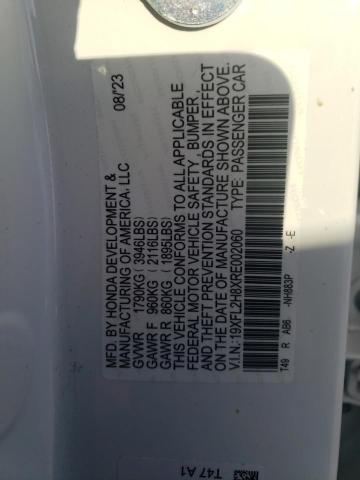 MFD. BY HONDA DEVELOPMENT & 08/'23
MANUFACTURING OF AMERICA, LLC
GVWR 1790KG (3946LBS)
GAWR F 960KG (2116LBS)
GAWR R 860KG (1895LBS)
THIS VEHICLE CONFORMS TO ALL APPLICABLE
FEDERAL MOTOR VEHICLE SAFETY, BUMPER,
AND THEFT PREVENTION STANDARDS IN EFFECT
ON THE DATE OF MANUFACTURE SHOWN ABOVE.
V.I.N.:19XFL2H8XRE002060 TYPE: PASSENGER CAR
T49 R AB6 -NH883P -Z -E
T47 A1